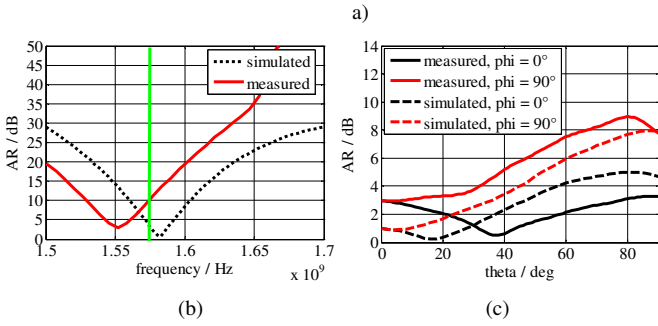 a)
50
45
40
35
30
25
20
15
10
5
0
AR / dB
simulated
measured
1.5
1.55
1.6
1.65
1.7
frequency / Hz
x 10⁹
(b)
14
12
10
8
6
4
2
0
AR / dB
measured, phi = 0°
measured, phi = 90°
simulated, phi = 0°
simulated, phi = 90°
0
20
40
60
80
theta / deg
(c)